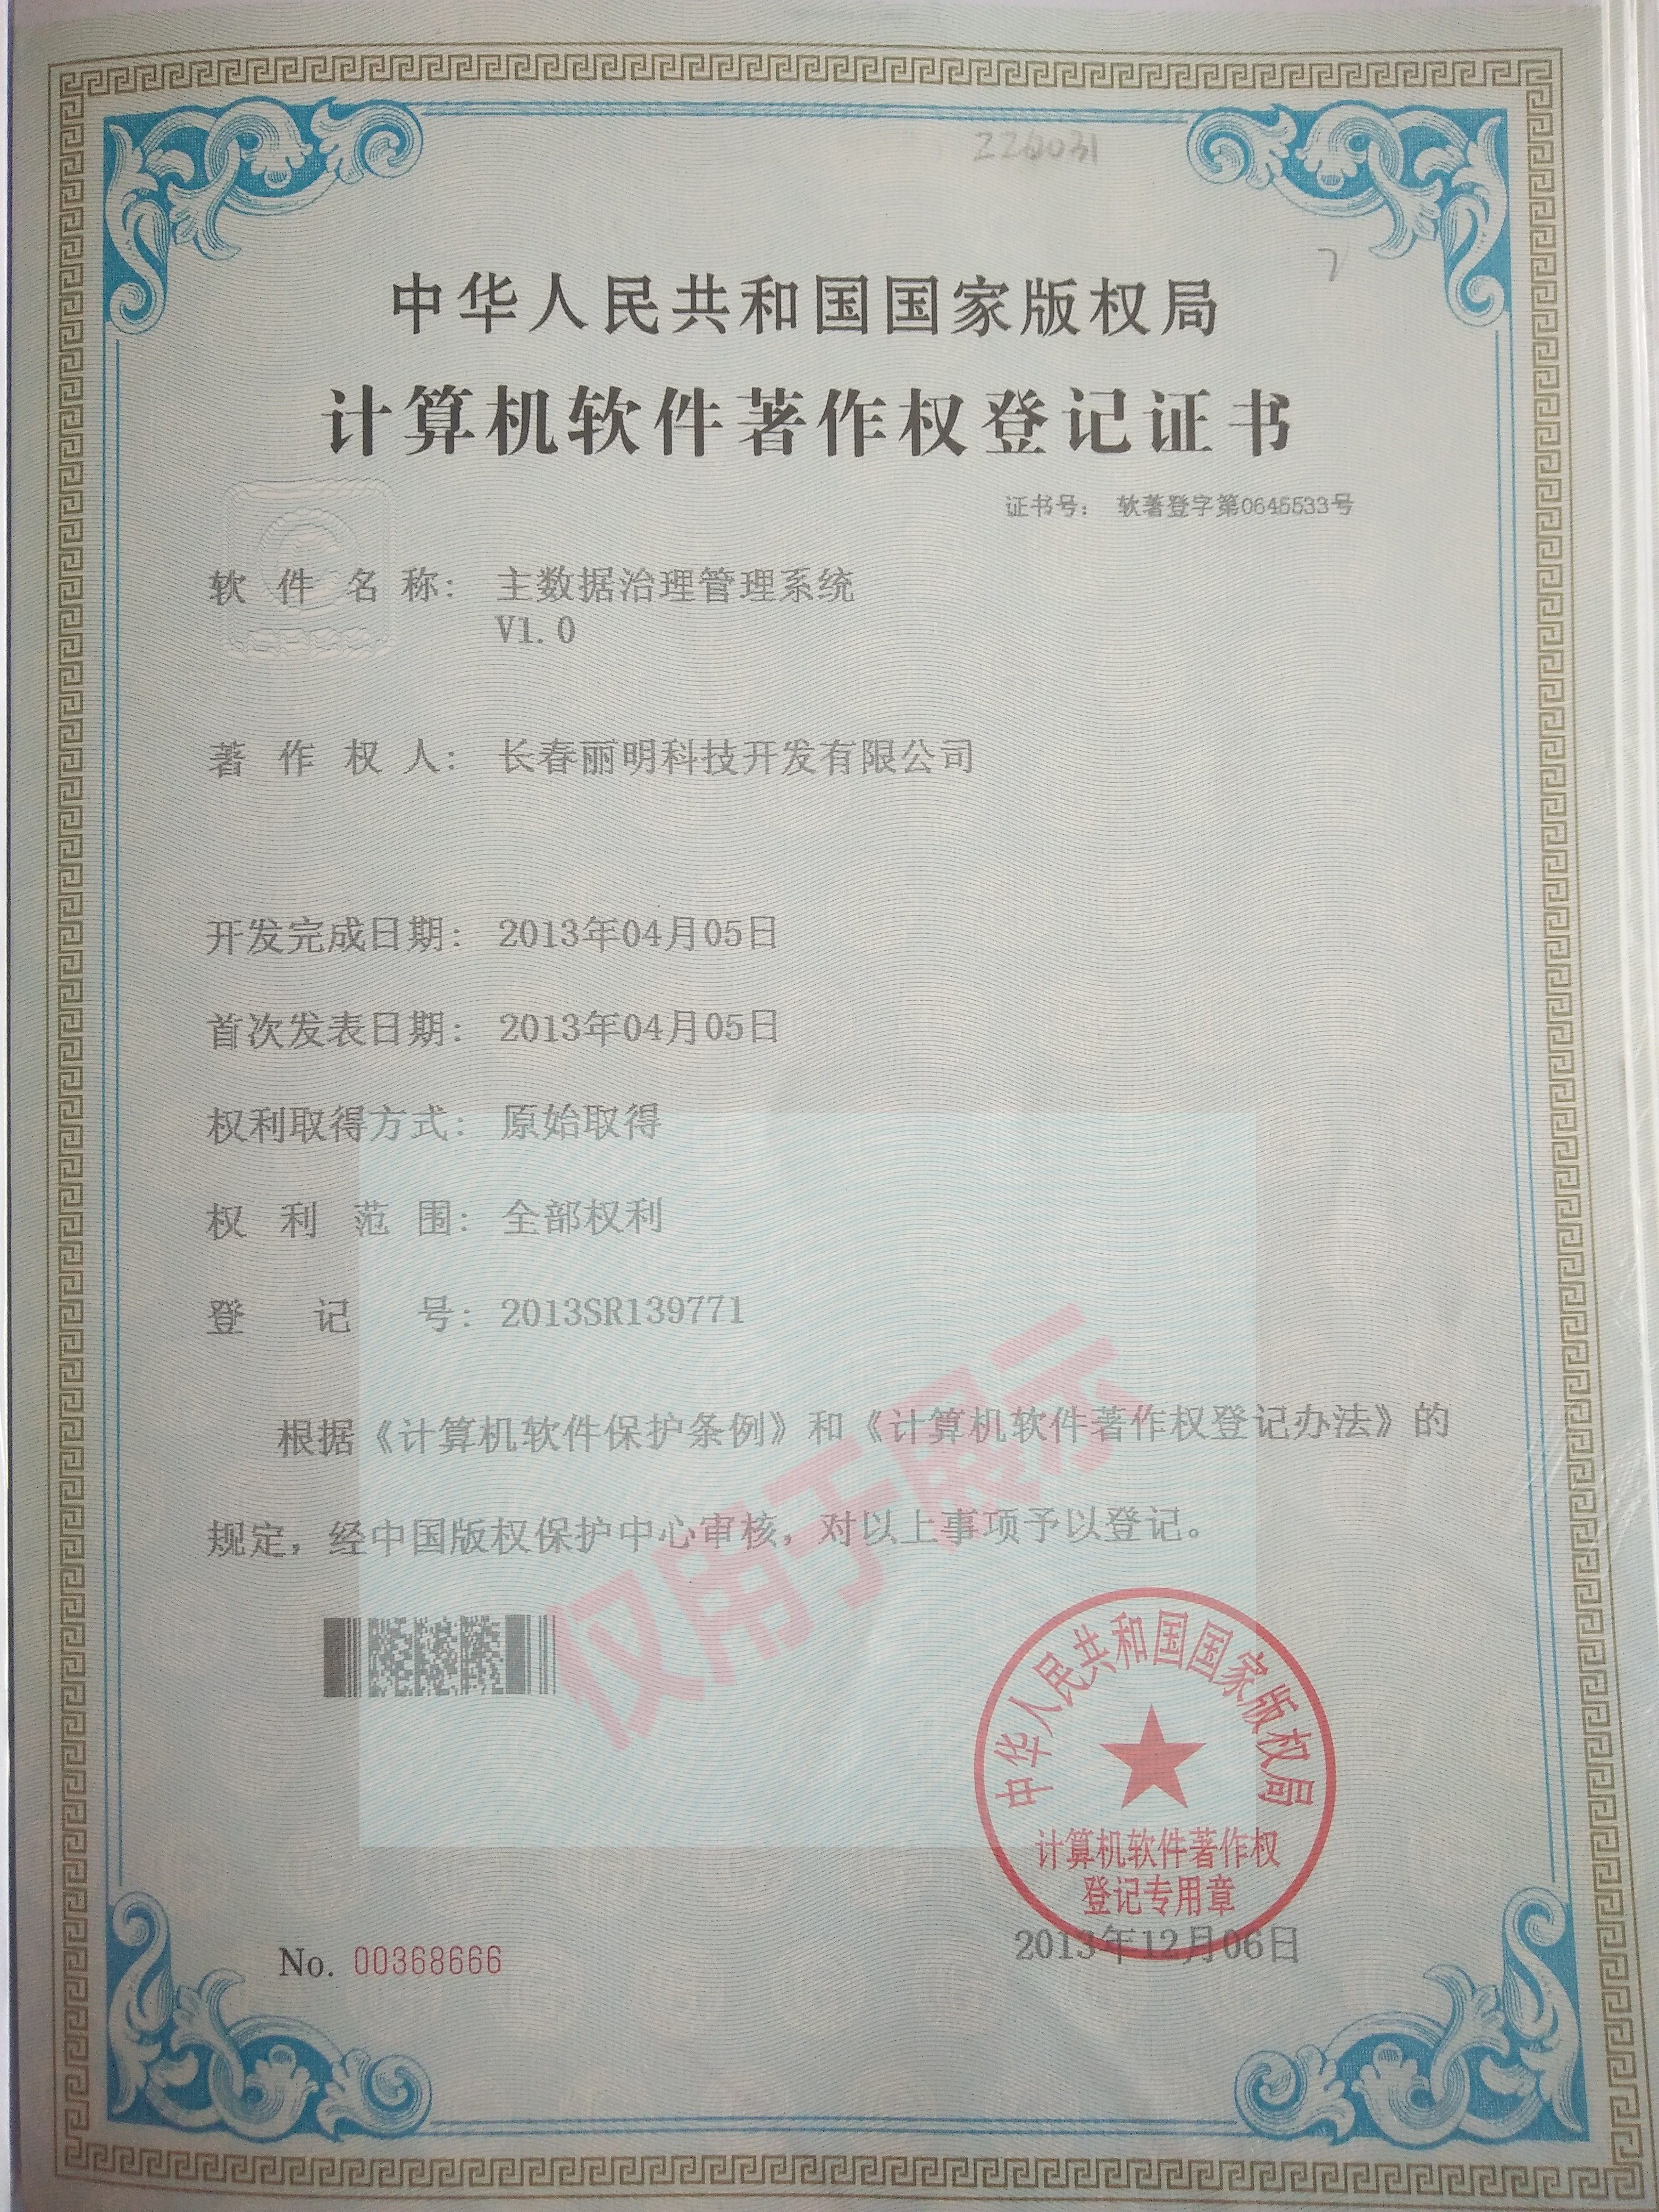 220031
中华人民共和国国家版权局
计算机软件著作权登记证书
证书号： 软著登字第0645533号
软件名称： 主数据治理管理系统
V1.0
著作权人： 长春丽明科技开发有限公司
开发完成日期： 2013年04月05日
首次发表日期： 2013年04月05日
权利取得方式： 原始取得
权利范围： 全部权利
登记号： 2013SR139771
根据《计算机软件保护条例》和《计算机软件著作权登记办法》的
规定，经中国版权保护中心审核，对以上事项予以登记。
仅用于展示
中华人民共和国国家版权局
计算机软件著作权
登记专用章
2013年12月06日
No. 00368666